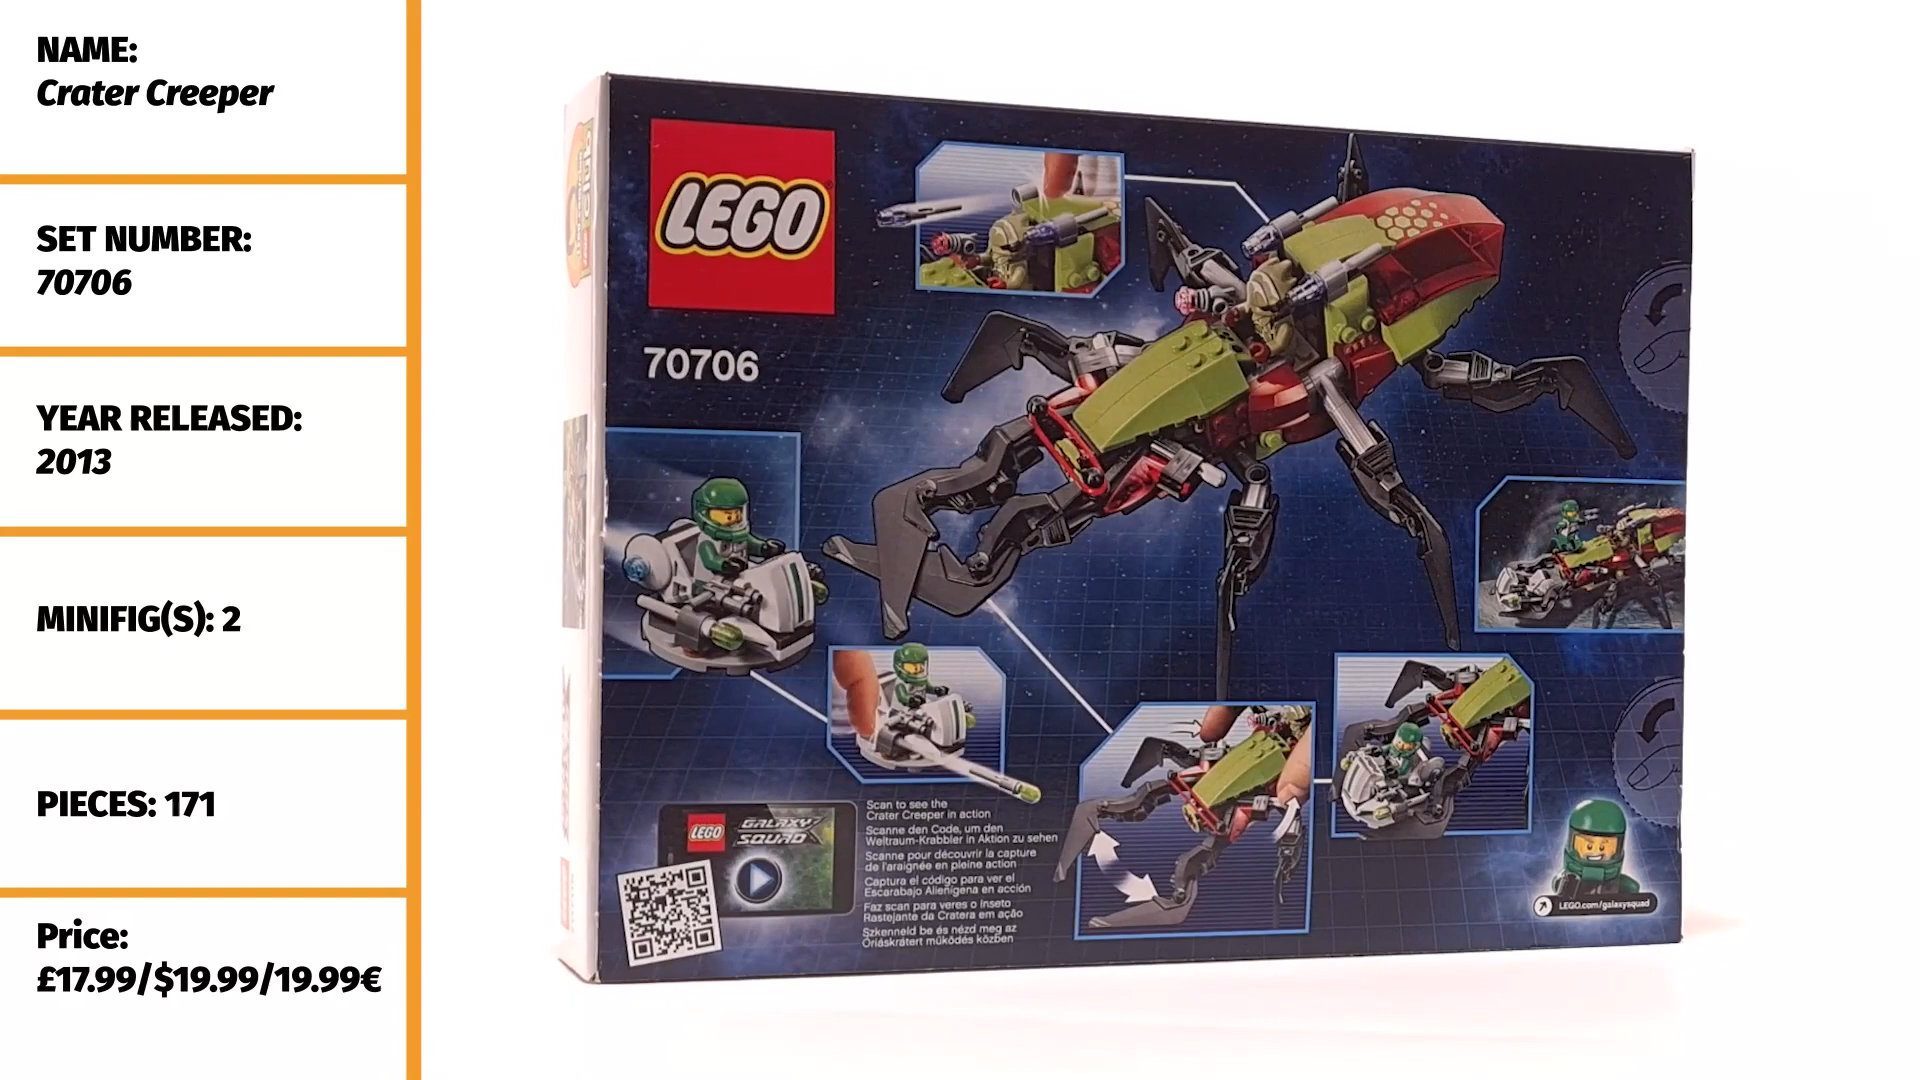 NAME:
Crater Creeper
SET NUMBER:
70706
YEAR RELEASED:
2013
MINIFIG(S): 2
PIECES: 171
Price:
£17.99/$19.99/19.99€
LEGO
70706
LEGO GALAXY SQUAD
Scan to see the
Crater Creeper in action
Scanne den Code, um den
Weltraum-Krabbler in Aktion zu sehen
Scanne pour découvrir la capture
de l'araignée en pleine action
Captura el código para ver el
Escarabajo Alienígena en acción
Faz scan para veres o Inseto
Rastejante da Cratera em ação
Szkenneld be és nézd meg az
Óriáskrátert működés közben
LEGO.com/galaxysquad